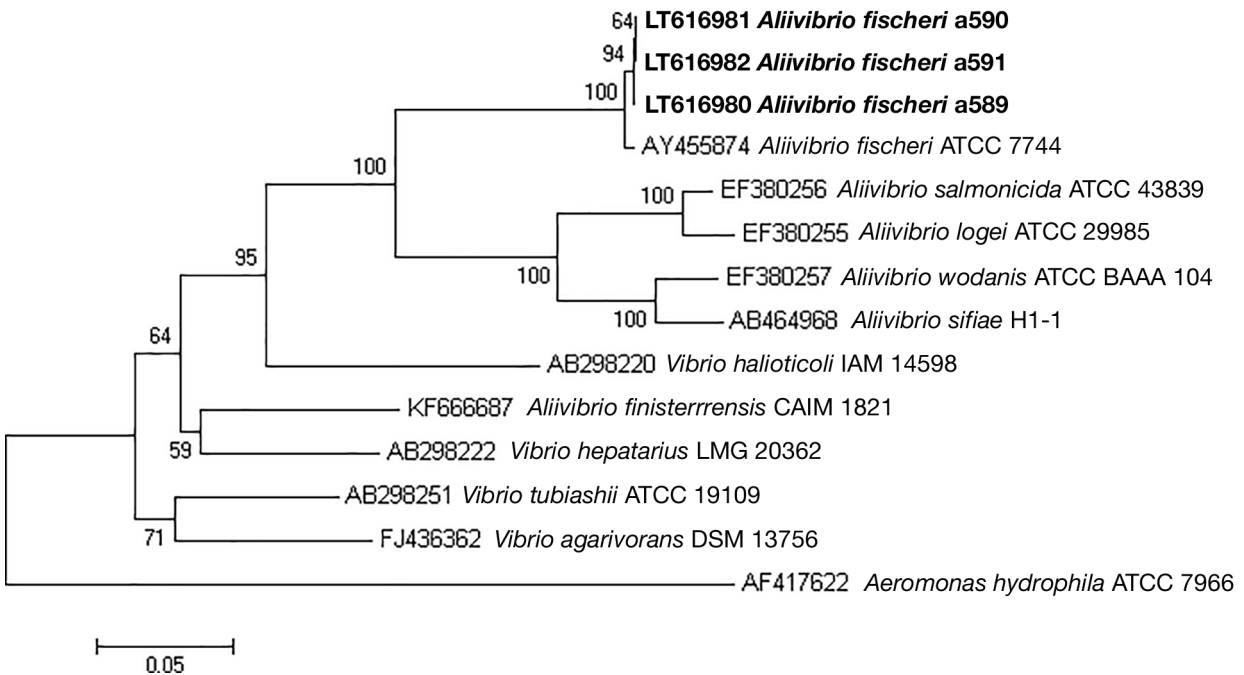 64 LT616981 Aliivibrio fischeri a590
94
LT616982 Aliivibrio fischeri a591
100
LT616980 Aliivibrio fischeri a589
AY455874 Aliivibrio fischeri ATCC 7744
100
100 EF380256 Aliivibrio salmonicida ATCC 43839
EF380255 Aliivibrio logei ATCC 29985
95
100
EF380257 Aliivibrio wodanis ATCC BAAA 104
100 AB464968 Aliivibrio sifiae H1-1
64
AB298220 Vibrio halioticoli IAM 14598
KF666687 Aliivibrio finisterrrensis CAIM 1821
59 AB298222 Vibrio hepatarius LMG 20362
AB298251 Vibrio tubiashii ATCC 19109
71 FJ436362 Vibrio agarivorans DSM 13756
AF417622 Aeromonas hydrophila ATCC 7966
0.05